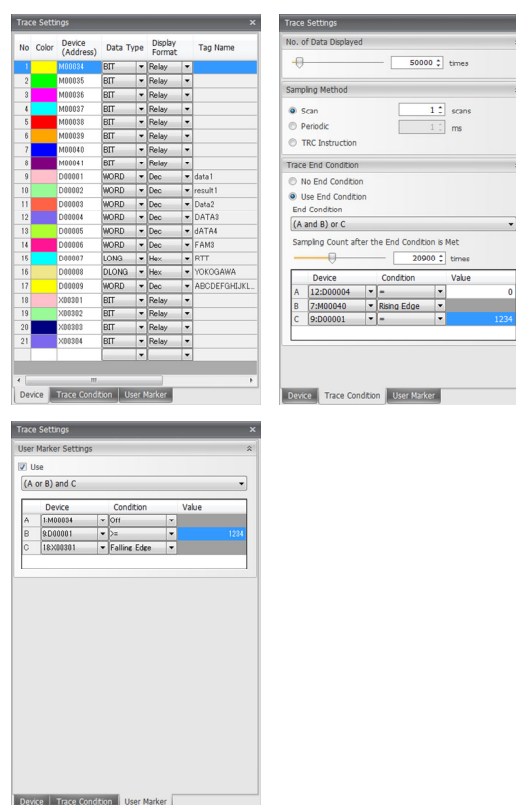 Trace Settings ×
No Color Device (Address) Data Type Display Format Tag Name
1 M00034 BIT Relay
2 M00035 BIT Relay
3 M00036 BIT Relay
4 M00037 BIT Relay
5 M00038 BIT Relay
6 M00039 BIT Relay
7 M00040 BIT Relay
8 M00041 BIT Relay
9 D00001 WORD Dec data1
10 D00002 WORD Dec result1
11 D00003 WORD Dec Data2
12 D00004 WORD Dec DATA3
13 D00005 WORD Dec dATA4
14 D00006 WORD Dec FAM3
15 D00007 LONG Hex RTT
16 D00008 DLONG Hex YOKOGAWA
17 D00009 WORD Dec ABCDEFGHIJKL...
18 X00301 BIT Relay
19 X00302 BIT Relay
20 X00303 BIT Relay
21 X00304 BIT Relay
Device Trace Condition User Marker
Trace Settings
No. of Data Displayed
50000 times
Sampling Method
Scan 1 scans
Periodic 1 ms
TRC Instruction
Trace End Condition
No End Condition
Use End Condition
End Condition
(A and B) or C
Sampling Count after the End Condition is Met
20900 times
Device Condition Value
A 12:D00004 = 0
B 7:M00040 Rising Edge
C 9:D00001 = 1234
Device Trace Condition User Marker
Trace Settings ×
User Marker Settings
Use
(A or B) and C
Device Condition Value
A 1:M00034 Off
B 9:D00001 >= 1234
C 18:X00301 Falling Edge
Device Trace Condition User Marker